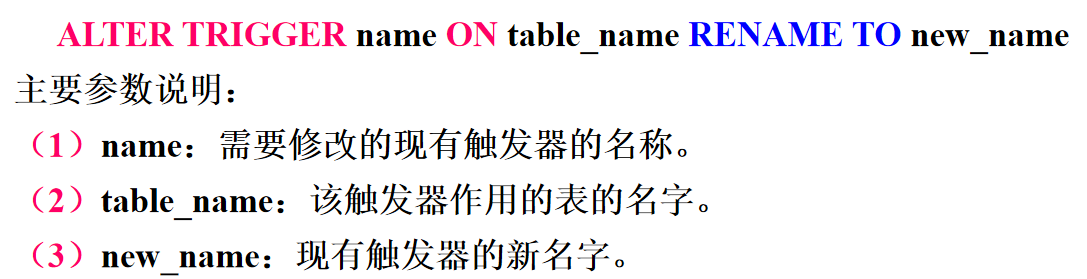 ALTER TRIGGER name ON table_name RENAME TO new_name
主要参数说明：
（1）name：需要修改的现有触发器的名称。
（2）table_name：该触发器作用的表的名字。
（3）new_name：现有触发器的新名字。